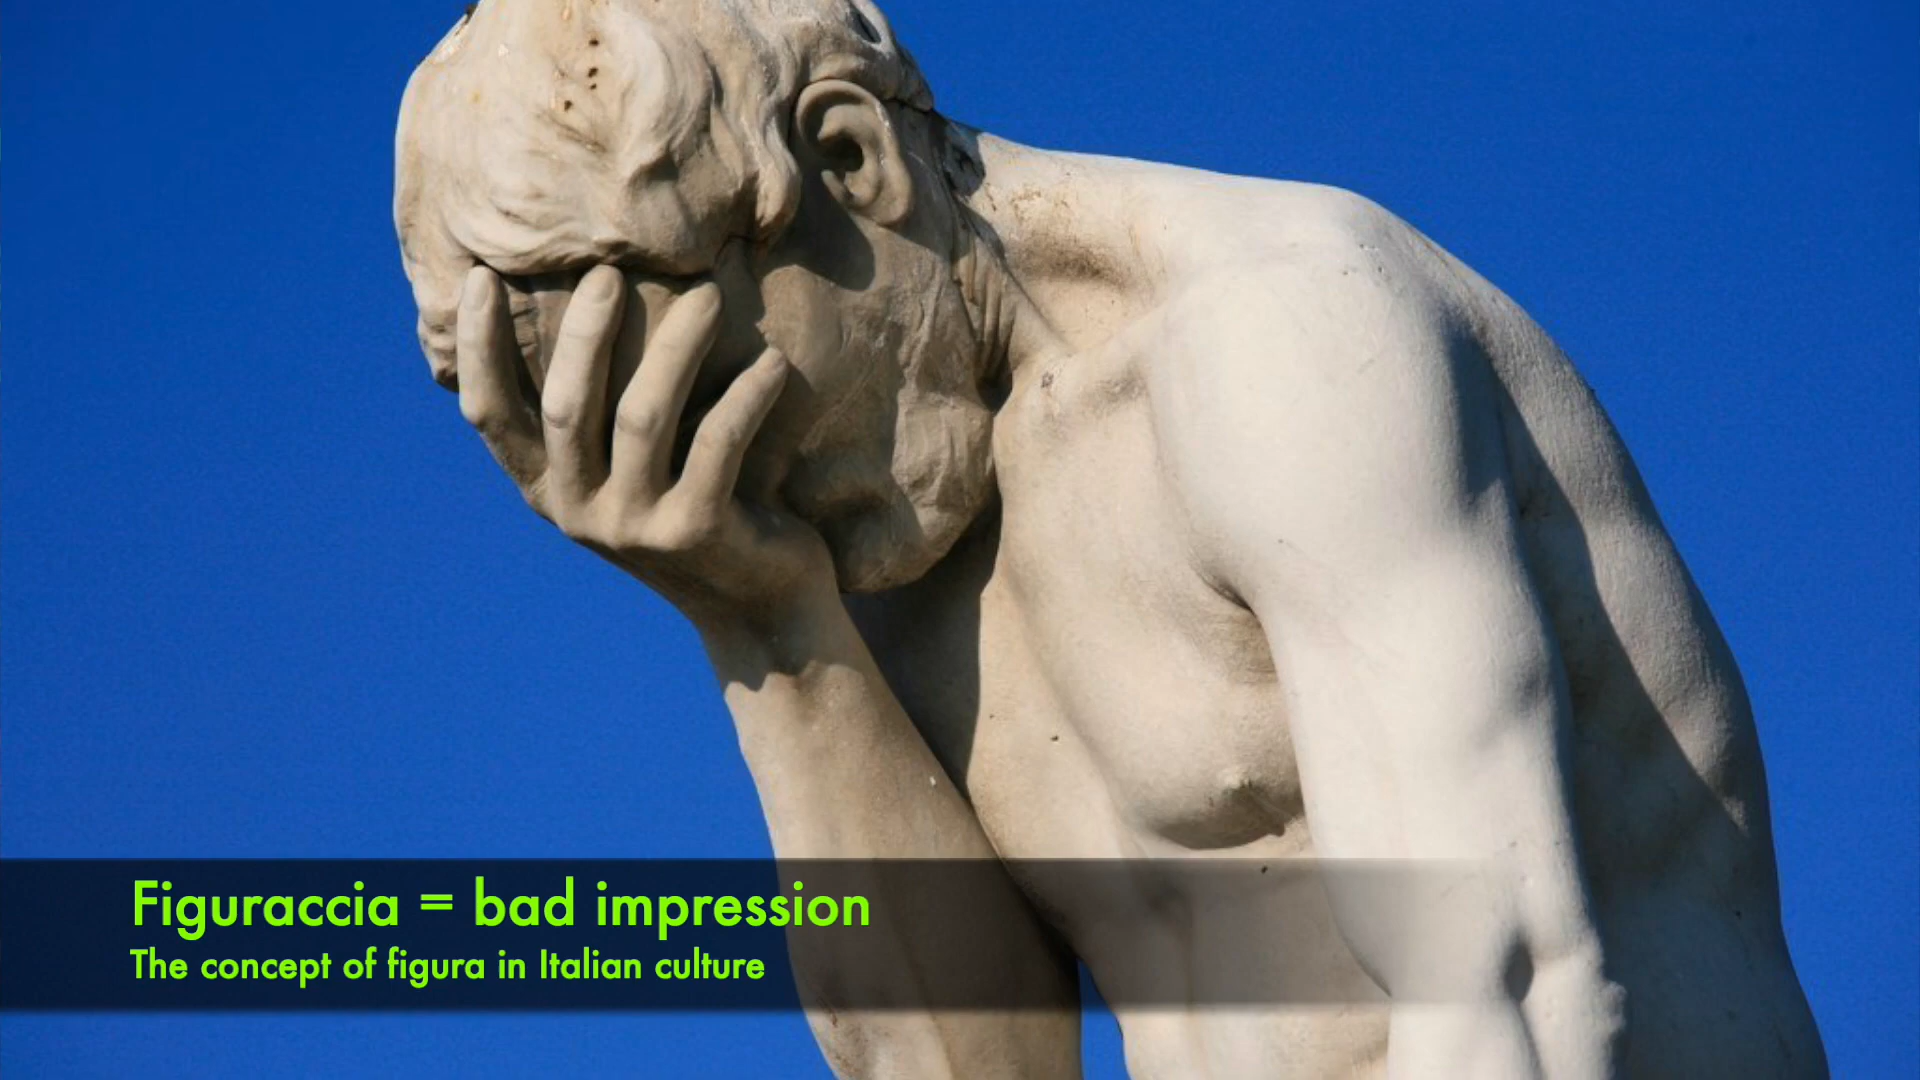 Figuraccia = bad impression
The concept of figura in Italian culture